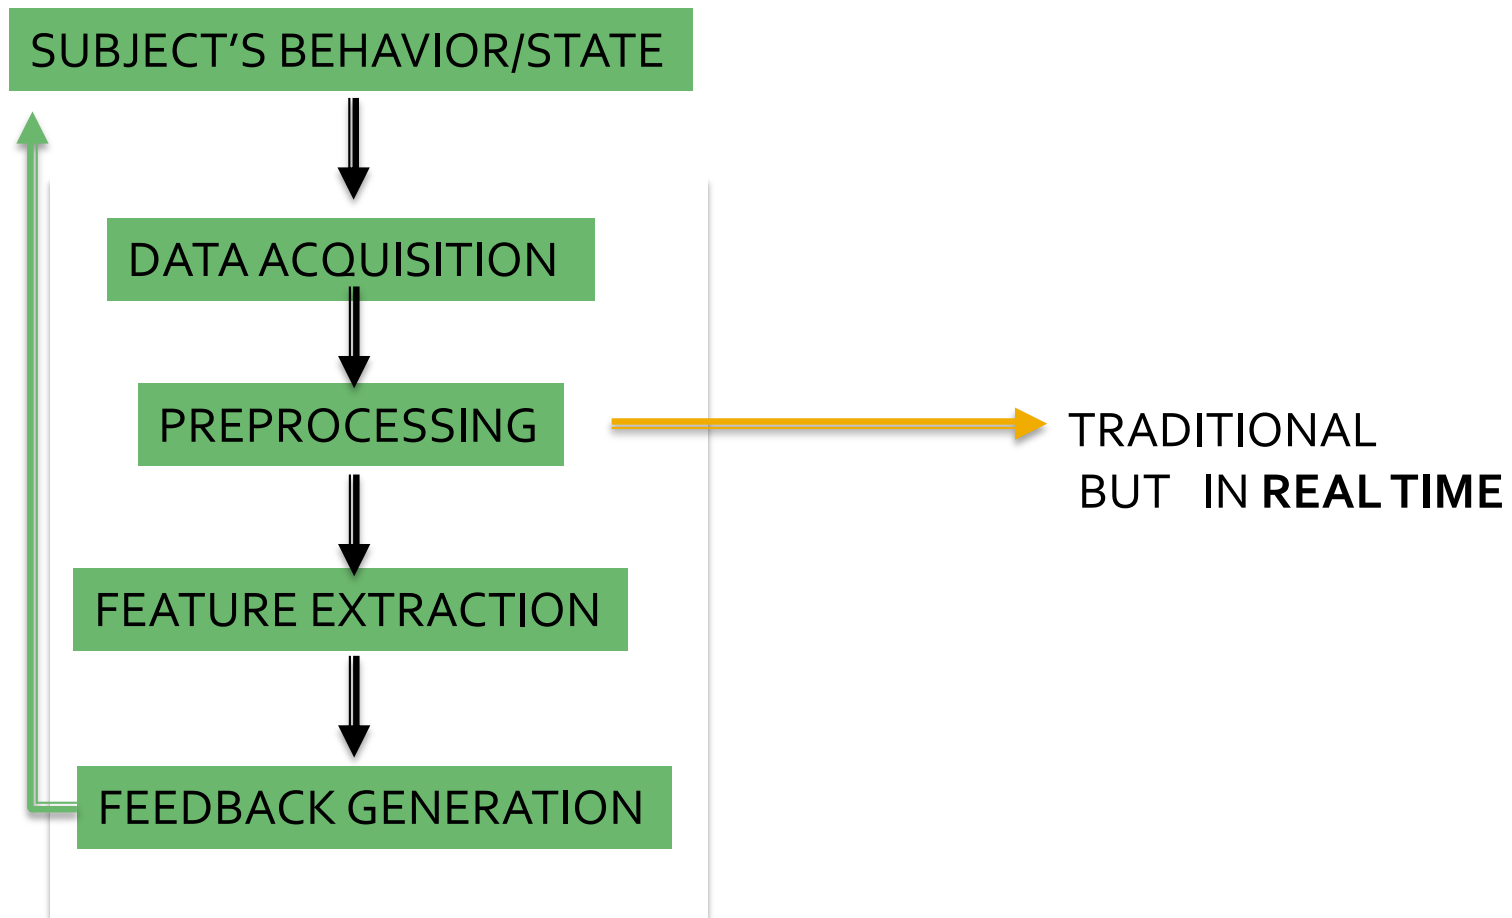 SUBJECT’S BEHAVIOR/STATE
DATA ACQUISITION
PREPROCESSING
TRADITIONAL
BUT IN REAL TIME
FEATURE EXTRACTION
FEEDBACK GENERATION